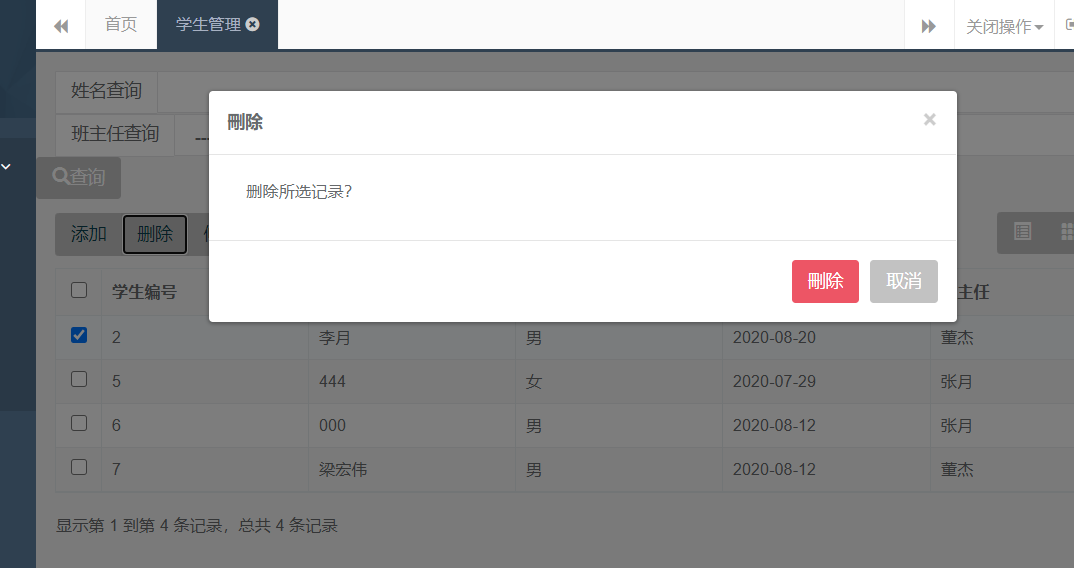 首页 学生管理 关闭操作
姓名查询
班主任查询 ---
查询
刪除
删除所选记录?
刪除 取消
添加 删除
学生编号 主任
2 李月 男 2020-08-20 董杰
5 444 女 2020-07-29 张月
6 000 男 2020-08-12 张月
7 梁宏伟 男 2020-08-12 董杰
显示第 1 到第 4 条记录，总共 4 条记录